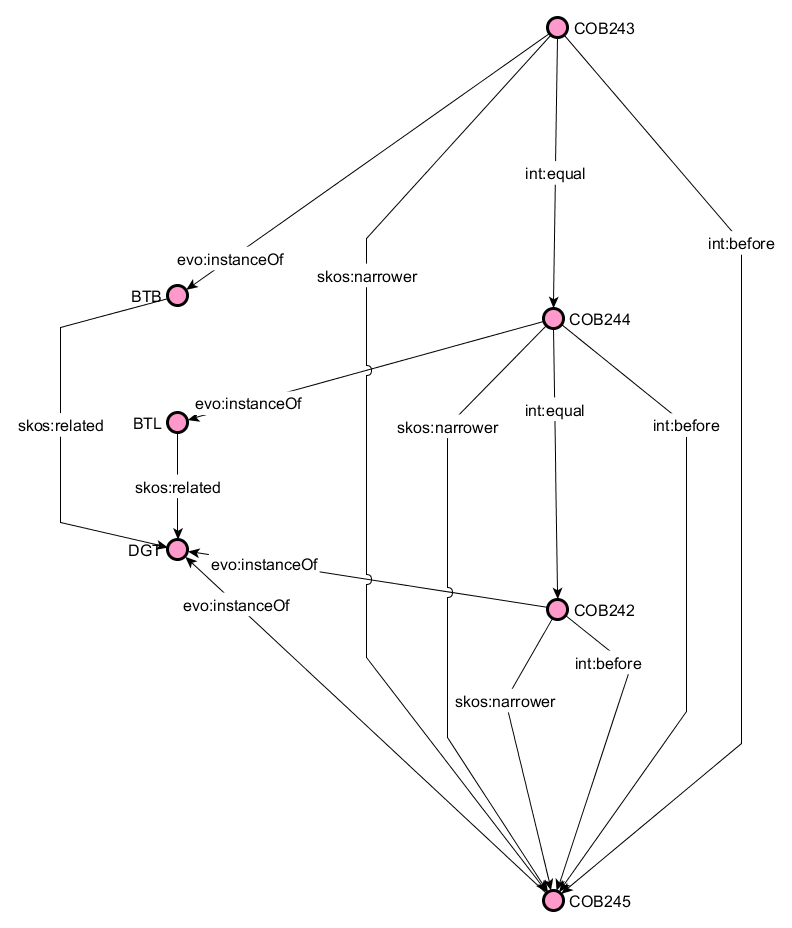 COB243
int:equal
int:before
evo:instanceOf
skos:narrower
BTB
COB244
evo:instanceOf
int:equal
BTL
skos:related
skos:narrower
int:before
skos:related
DGT
evo:instanceOf
evo:instanceOf
COB242
int:before
skos:narrower
COB245